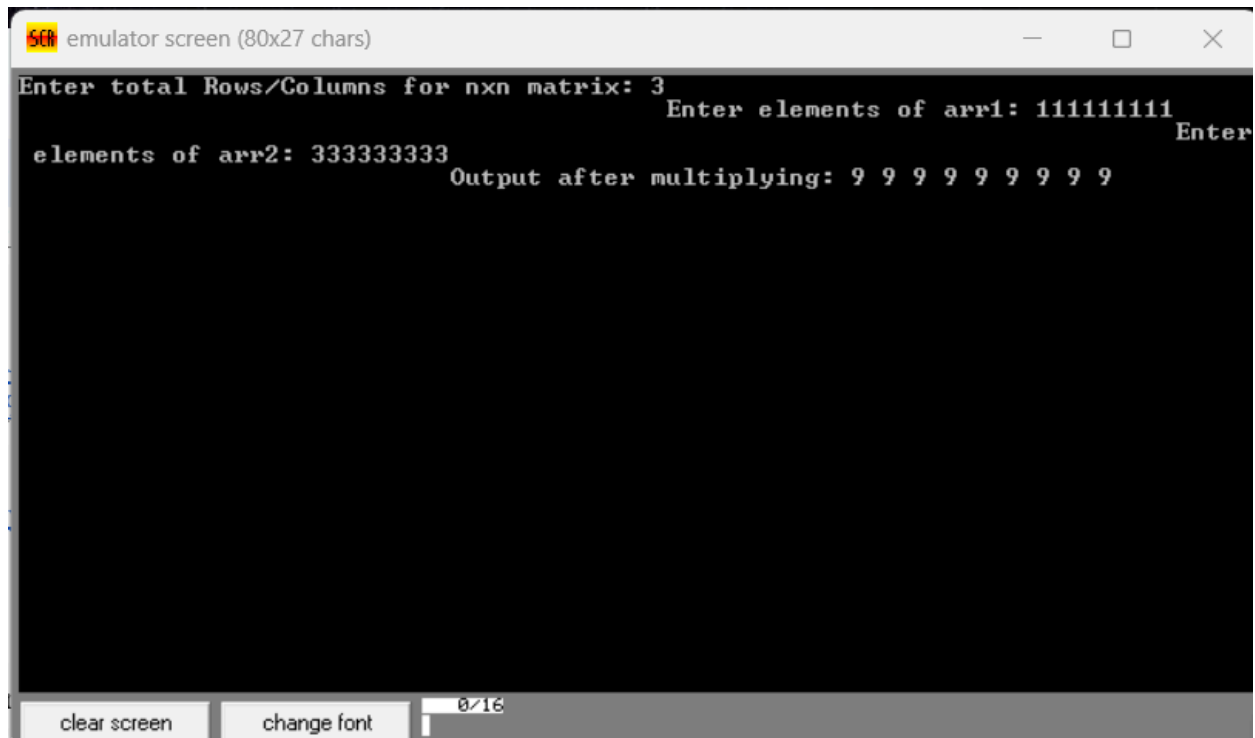 SCR emulator screen (80x27 chars)
Enter total Rows/Columns for nxn matrix: 3
Enter elements of arr1: 111111111
Enter
elements of arr2: 333333333
Output after multiplying: 9 9 9 9 9 9 9 9 9
clear screen change font 0/16